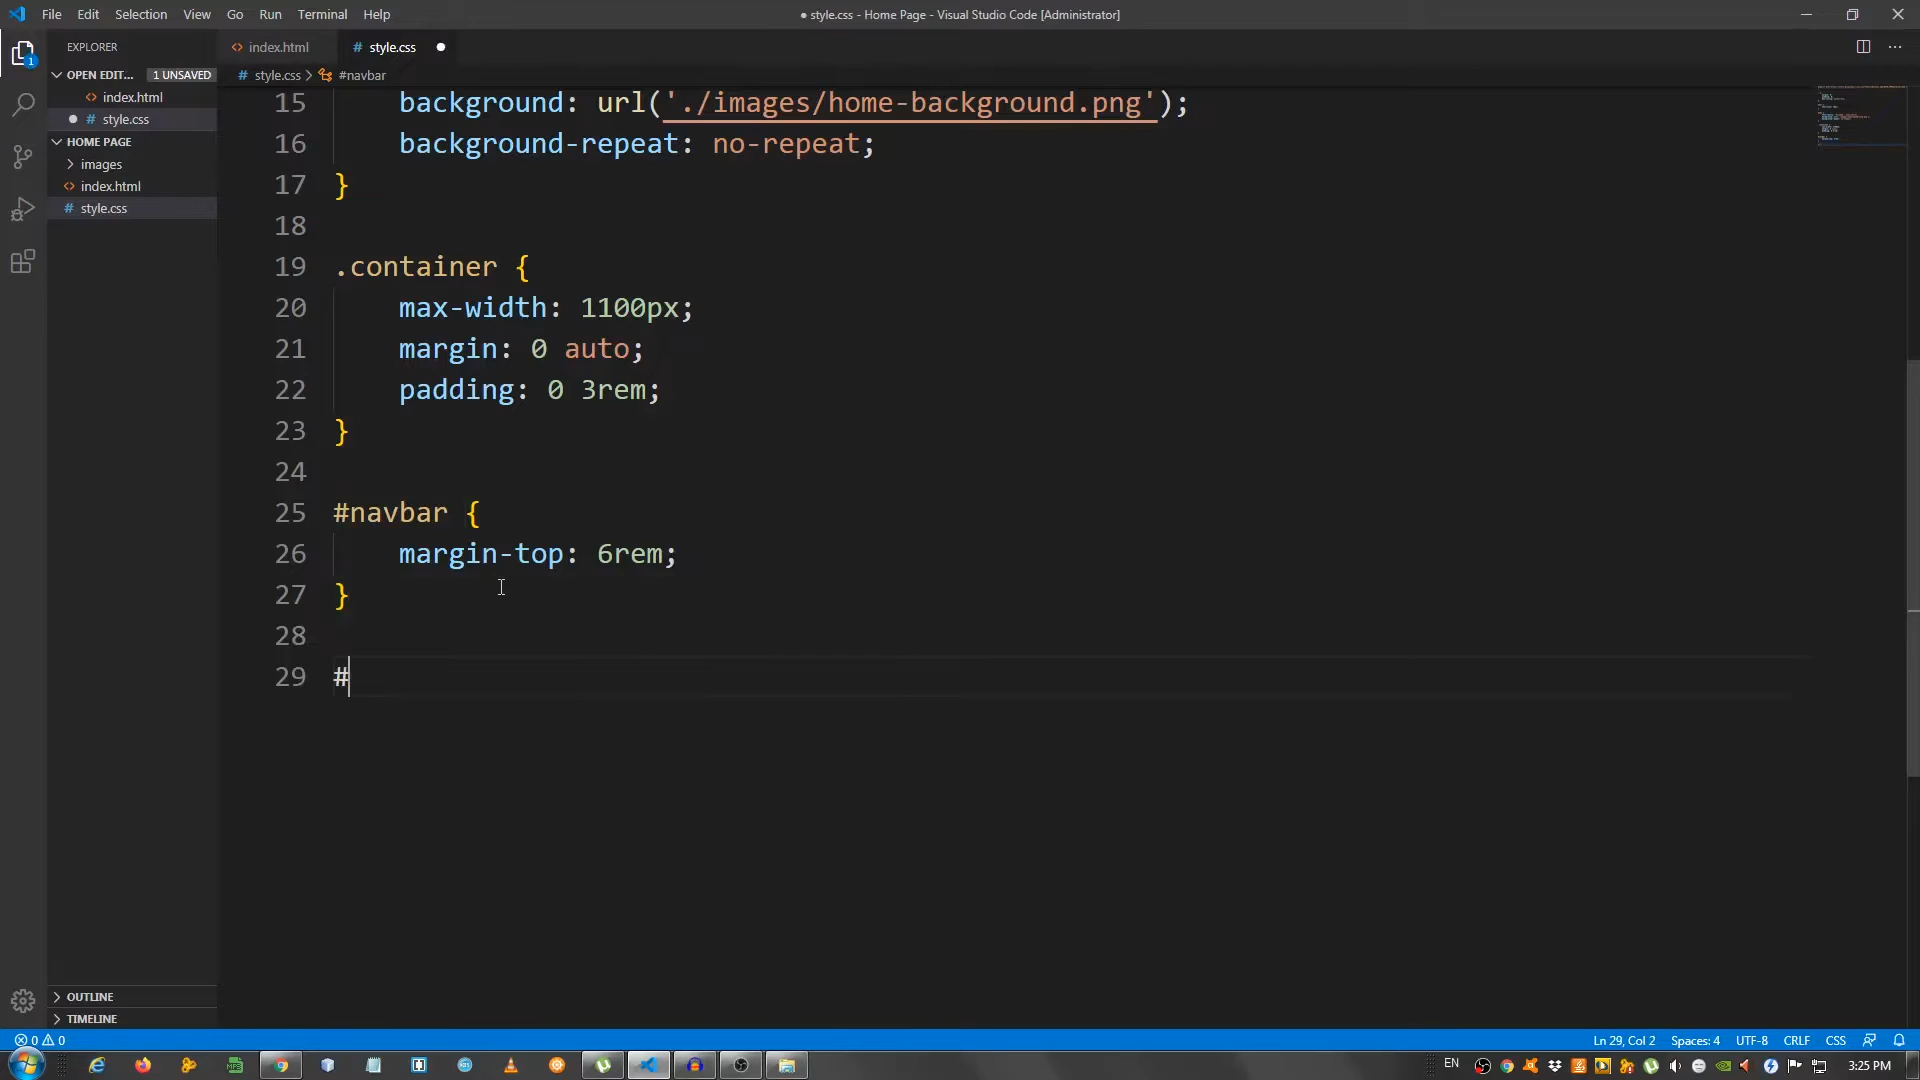 File Edit Selection View Go Run Terminal Help
● style.css - Home Page - Visual Studio Code [Administrator]
EXPLORER
index.html
# style.css
OPEN EDIT... 1 UNSAVED
# style.css > #navbar
index.html
# style.css
HOME PAGE
images
index.html
# style.css
15 background: url('./images/home-background.png');
16 background-repeat: no-repeat;
17 }
18
19 .container {
20 max-width: 1100px;
21 margin: 0 auto;
22 padding: 0 3rem;
23 }
24
25 #navbar {
26 margin-top: 6rem;
27 }
28
29 #
OUTLINE
TIMELINE
0 0
Ln 29, Col 2 Spaces: 4 UTF-8 CRLF CSS
EN
3:25 PM